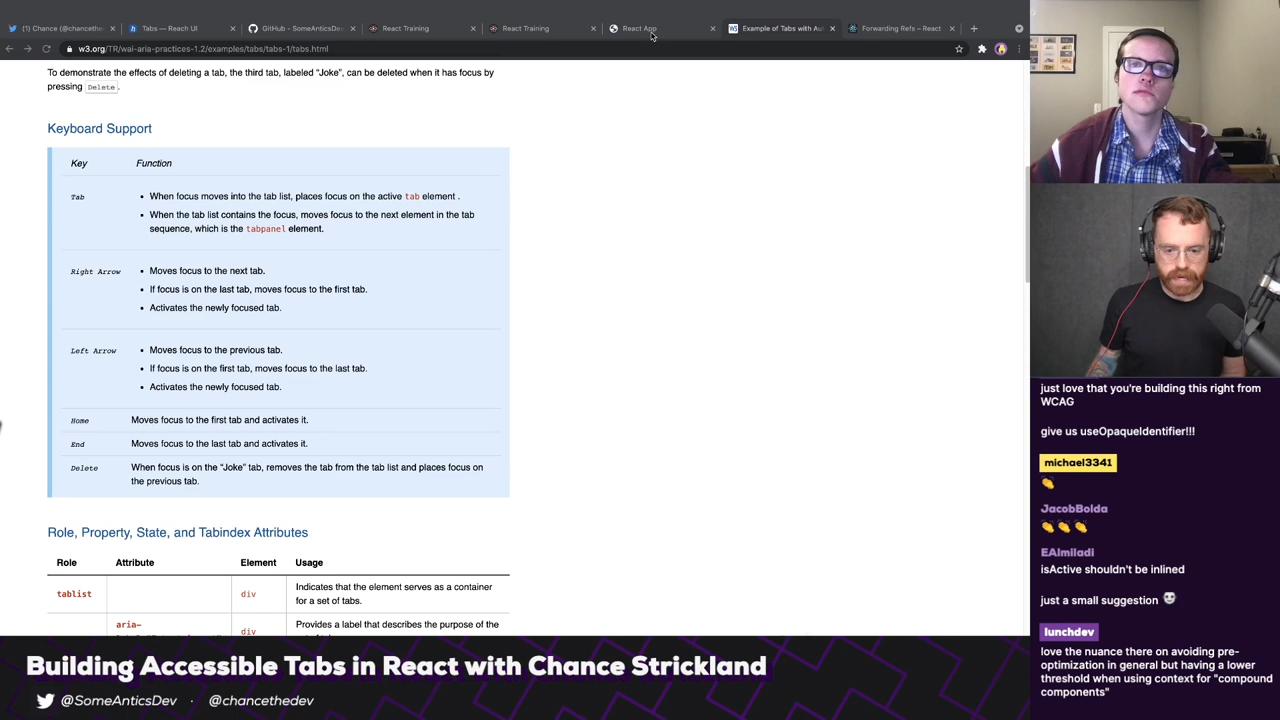 (1) Chance (@chancethe
Tabs — Reach UI
GitHub - SomeAnticsDev
React Training
React Training
React App
Example of Tabs with Aut
Forwarding Refs – React
w3.org/TR/wai-aria-practices-1.2/examples/tabs/tabs-1/tabs.html
To demonstrate the effects of deleting a tab, the third tab, labeled "Joke", can be deleted when it has focus by
pressing Delete.
Keyboard Support
Key Function
Tab
• When focus moves into the tab list, places focus on the active tab element .
• When the tab list contains the focus, moves focus to the next element in the tab
sequence, which is the tabpanel element.
Right Arrow
• Moves focus to the next tab.
• If focus is on the last tab, moves focus to the first tab.
• Activates the newly focused tab.
Left Arrow
• Moves focus to the previous tab.
• If focus is on the first tab, moves focus to the last tab.
• Activates the newly focused tab.
Home Moves focus to the first tab and activates it.
End Moves focus to the last tab and activates it.
Delete When focus is on the "Joke" tab, removes the tab from the tab list and places focus on
the previous tab.
Role, Property, State, and Tabindex Attributes
Role Attribute Element Usage
tablist div Indicates that the element serves as a container
for a set of tabs.
aria- div Provides a label that describes the purpose of the
just love that you're building this right from
WCAG
give us useOpaqueIdentifier!!!
michael3341
👏
JacobBolda
👏👏👏
EAlmiladi
isActive shouldn't be inlined
just a small suggestion
lunchdev
love the nuance there on avoiding pre-
optimization in general but having a lower
threshold when using context for "compound
components"
Building Accessible Tabs in React with Chance Strickland
@SomeAnticsDev · @chancethedev